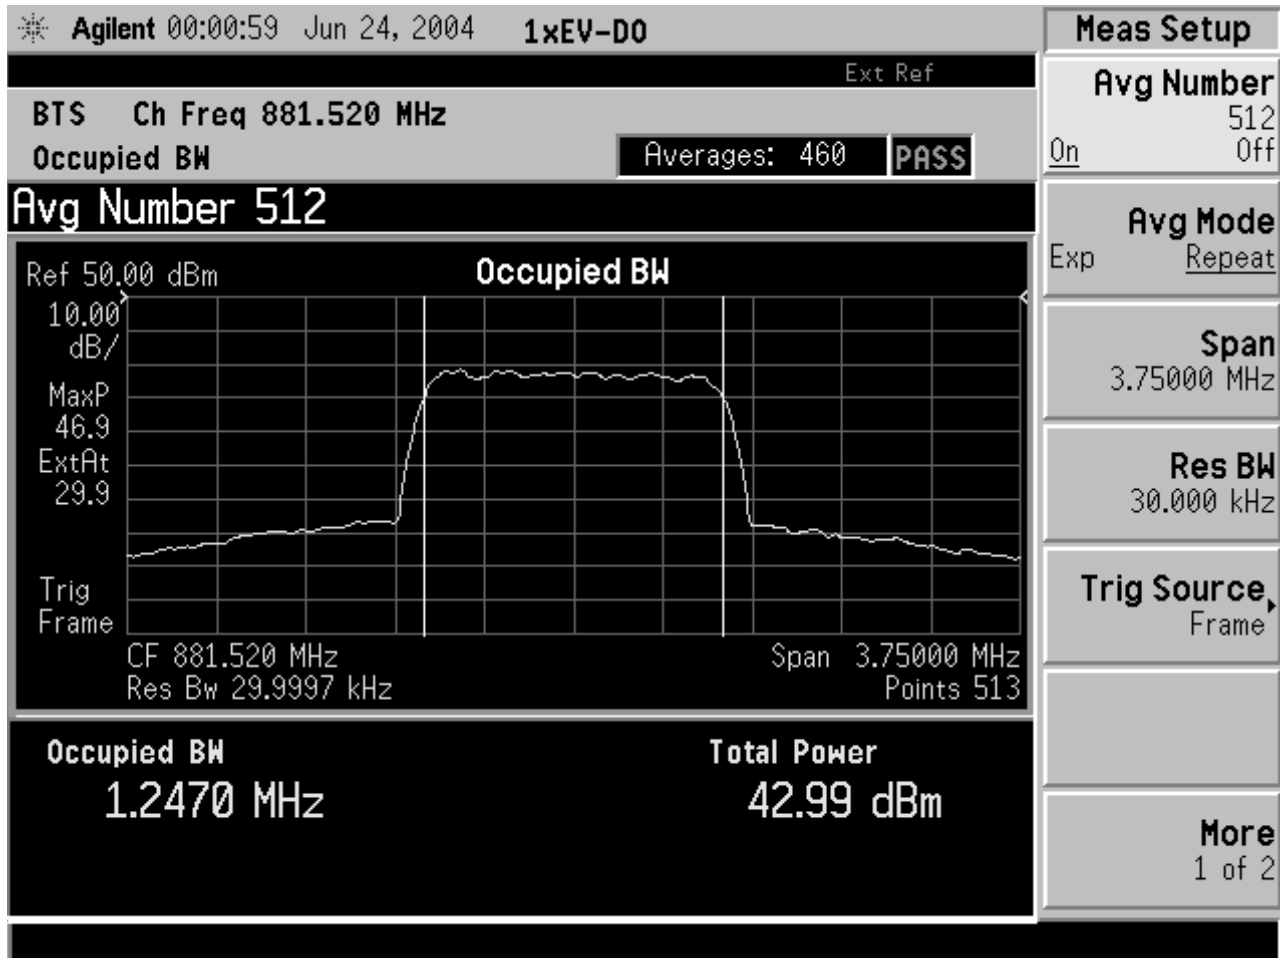 Agilent 00:00:59 Jun 24, 2004 1xEV-DO
Ext Ref
BTS Ch Freq 881.520 MHz
Occupied BW Averages: 460 PASS
Avg Number 512
Ref 50.00 dBm Occupied BW
10.00
dB/
MaxP
46.9
ExtAt
29.9
Trig
Frame
CF 881.520 MHz Span 3.75000 MHz
Res Bw 29.9997 kHz Points 513
Occupied BW Total Power
1.2470 MHz 42.99 dBm
Meas Setup
Avg Number
512
On Off
Avg Mode
Exp Repeat
Span
3.75000 MHz
Res BW
30.000 kHz
Trig Source
Frame
More
1 of 2